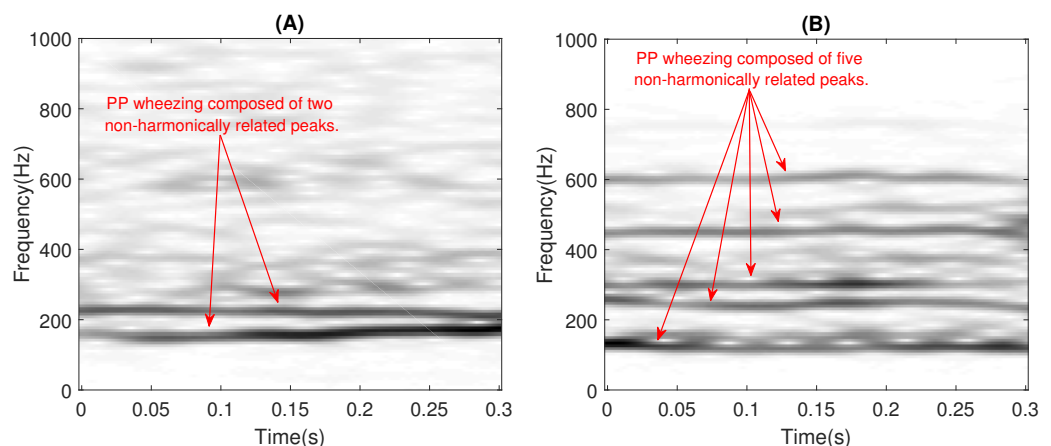 (A)
1000
800
600
400
200
0
Frequency(Hz)
PP wheezing composed of two
non-harmonically related peaks.
0 0.05 0.1 0.15 0.2 0.25 0.3
Time(s)
(B)
1000
800
600
400
200
0
Frequency(Hz)
PP wheezing composed of five
non-harmonically related peaks.
0 0.05 0.1 0.15 0.2 0.25 0.3
Time(s)